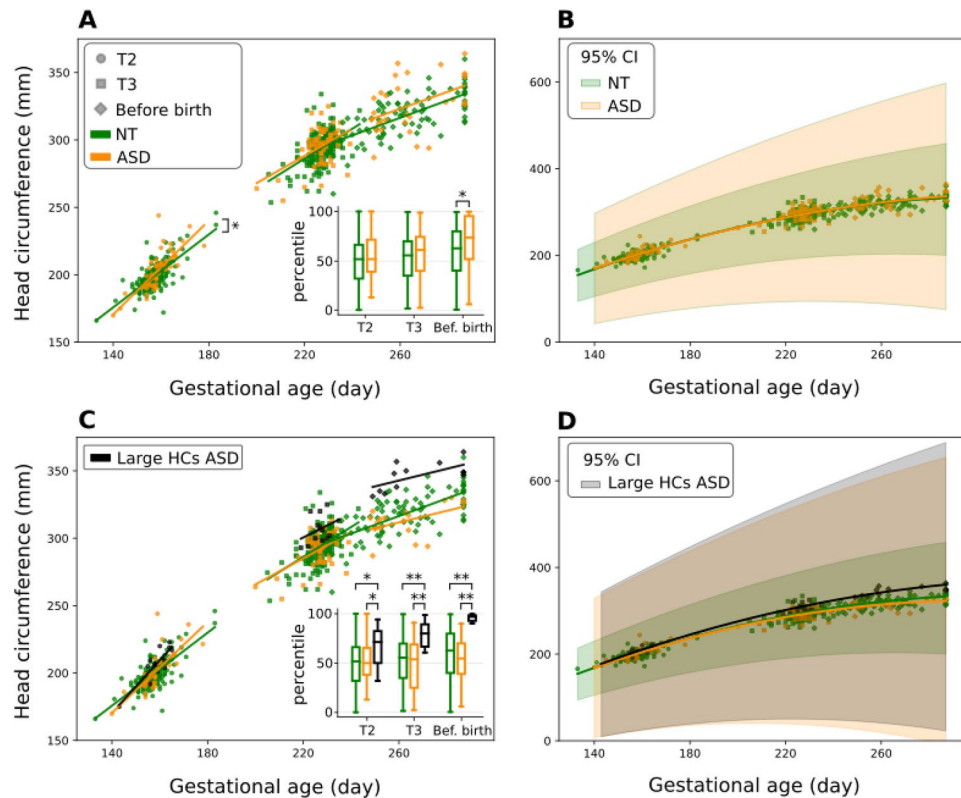 A
Head circumference (mm)
350
300
250
200
150
T2
T3
Before birth
NT
ASD
*
percentile
100
50
0
*
T2 T3 Bef. birth
140 180 220 260
Gestational age (day)
B
600
400
200
0
95% CI
NT
ASD
140 180 220 260
Gestational age (day)
C
Head circumference (mm)
350
300
250
200
150
Large HCs ASD
percentile
100
50
0
* ** **
* ** **
T2 T3 Bef. birth
140 180 220 260
Gestational age (day)
D
600
400
200
0
95% CI
Large HCs ASD
140 180 220 260
Gestational age (day)